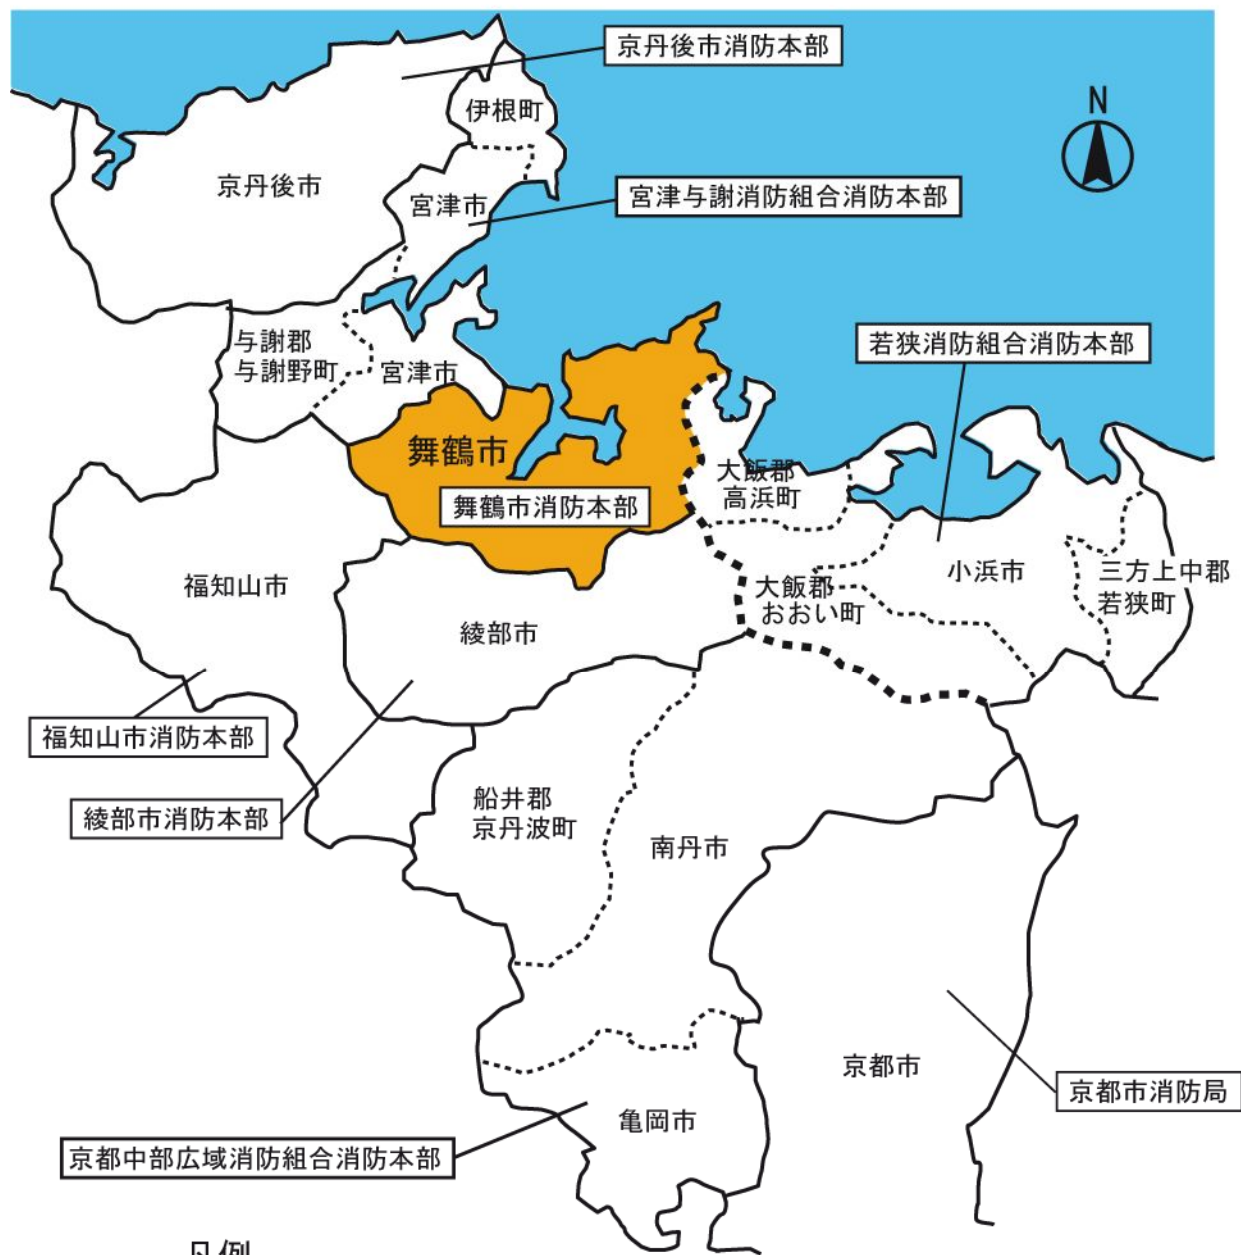 京丹後市消防本部
N
伊根町
京丹後市
宮津市
宮津与謝消防組合消防本部
与謝郡
与謝野町
宮津市
若狭消防組合消防本部
舞鶴市
舞鶴市消防本部
大飯郡
高浜町
福知山市
大飯郡
おおい町
小浜市
三方上中郡
若狭町
綾部市
福知山市消防本部
綾部市消防本部
船井郡
京丹波町
南丹市
京都市
京都市消防局
亀岡市
京都中部広域消防組合消防本部
凡例